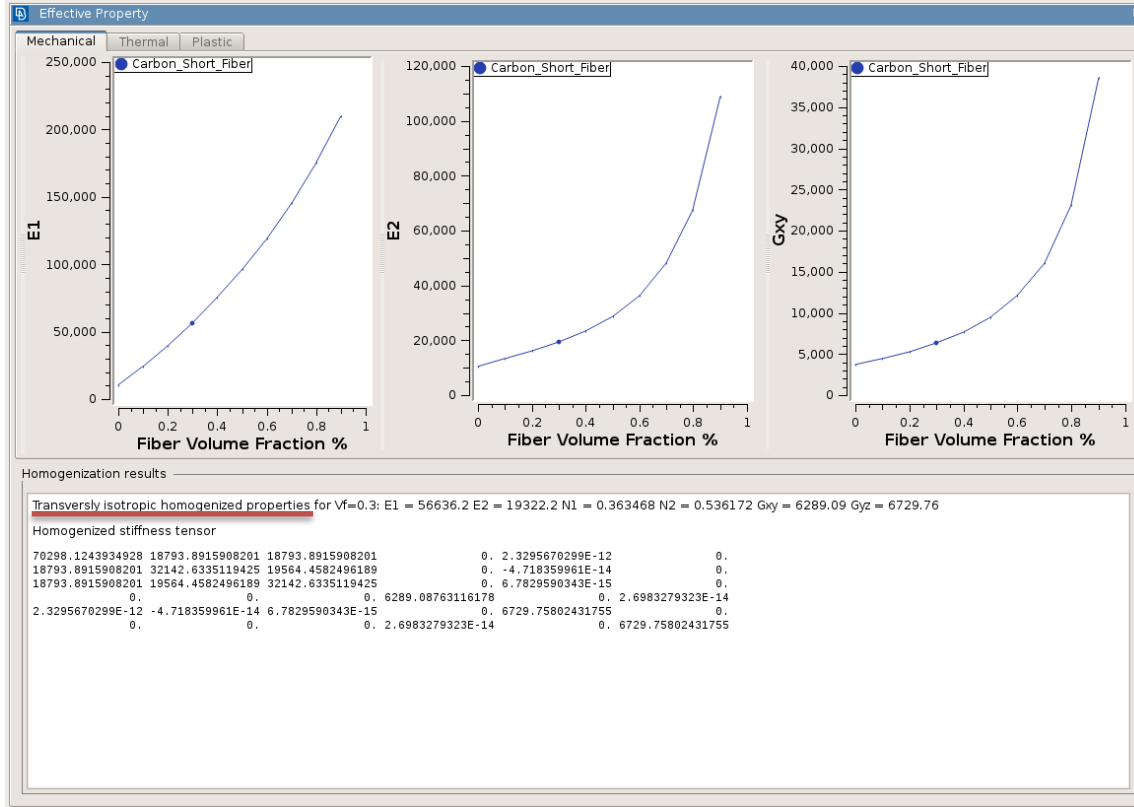 Effective Property
Mechanical Thermal Plastic
Carbon_Short_Fiber
250,000
200,000
150,000
100,000
50,000
0
E1
0 0.2 0.4 0.6 0.8 1
Fiber Volume Fraction %
Carbon_Short_Fiber
120,000
100,000
80,000
60,000
40,000
20,000
0
E2
0 0.2 0.4 0.6 0.8 1
Fiber Volume Fraction %
Carbon_Short_Fiber
40,000
35,000
30,000
25,000
20,000
15,000
10,000
5,000
0
Gxy
0 0.2 0.4 0.6 0.8 1
Fiber Volume Fraction %
Homogenization results
Transversly isotropic homogenized properties for Vf=0.3: E1 = 56636.2 E2 = 19322.2 N1 = 0.363468 N2 = 0.536172 Gxy = 6289.09 Gyz = 6729.76
Homogenized stiffness tensor
70298.1243934928 18793.8915908201 18793.8915908201 0. 2.3295670299E-12 0.
18793.8915908201 32142.6335119425 19564.4582496189 0. -4.718359961E-14 0.
18793.8915908201 19564.4582496189 32142.6335119425 0. 6.7829590343E-15 0.
0. 0. 0. 6289.08763116178 0. 2.6983279323E-14
2.3295670299E-12 -4.718359961E-14 6.7829590343E-15 0. 6729.75802431755 0.
0. 0. 0. 2.6983279323E-14 0. 6729.75802431755